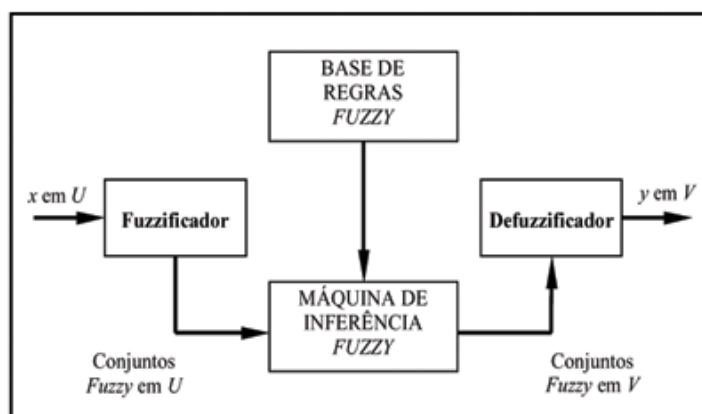 BASE DE
REGRAS
FUZZY
x em U
Fuzzificador
Defuzzificador
y em V
MÁQUINA DE
INFERÊNCIA
FUZZY
Conjuntos
Fuzzy em U
Conjuntos
Fuzzy em V